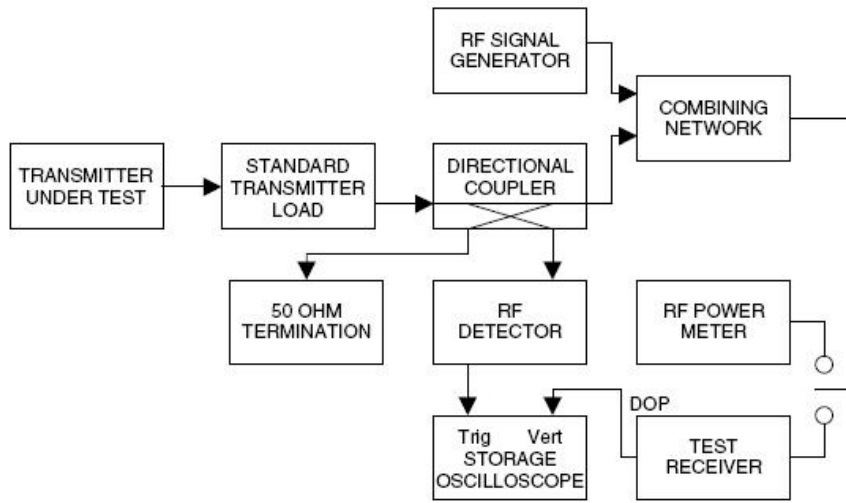 RF SIGNAL
GENERATOR
COMBINING
NETWORK
TRANSMITTER
UNDER TEST
STANDARD
TRANSMITTER
LOAD
DIRECTIONAL
COUPLER
50 OHM
TERMINATION
RF
DETECTOR
RF POWER
METER
DOP
Trig Vert
STORAGE
OSCILLOSCOPE
TEST
RECEIVER